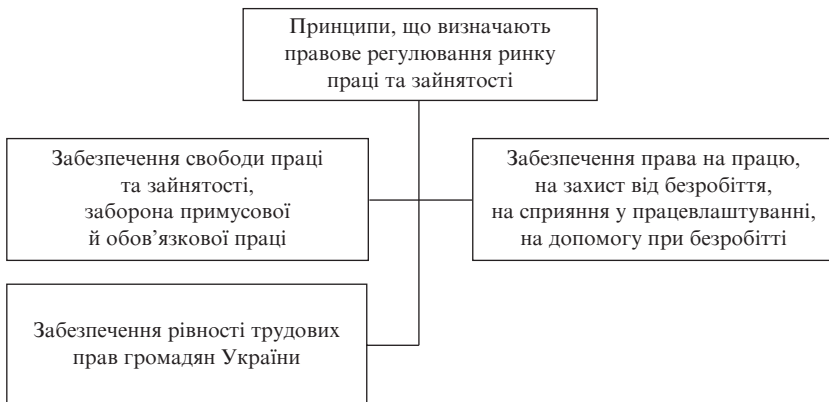 Принципи, що визначають
правове регулювання ринку
праці та зайнятості
Забезпечення свободи праці
та зайнятості,
заборона примусової
й обов’язкової праці
Забезпечення права на працю,
на захист від безробіття,
на сприяння у працевлаштуванні,
на допомогу при безробітті
Забезпечення рівності трудових
прав громадян України